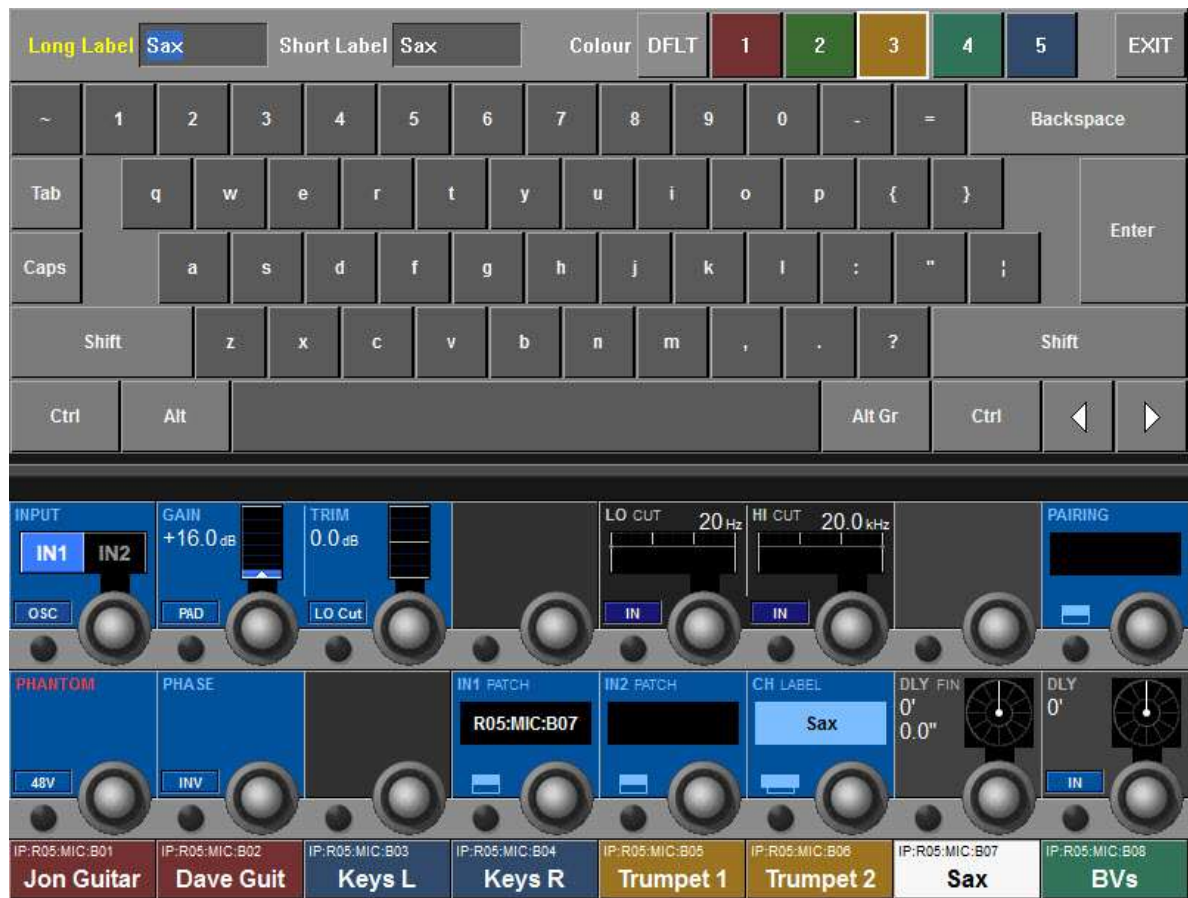 Long Label Sax Short Label Sax Colour DFLT 1 2 3 4 5 EXIT
~ 1 2 3 4 5 6 7 8 9 0 - = Backspace
Tab q w e r t y u i o p { }
Enter
Caps a s d f g h j k l : " ¦
Shift z x c v b n m , . ? Shift
Ctrl Alt Alt Gr Ctrl
INPUT GAIN TRIM LO CUT 20 Hz HI CUT 20.0 kHz PAIRING
IN1 IN2 +16.0 dB 0.0 dB
OSC PAD LO Cut IN IN
PHANTOM PHASE IN1 PATCH IN2 PATCH CH LABEL DLY FIN DLY
R05:MIC:B07 Sax 0' 0'
0.0"
48V INV IN
IP:R05:MIC:B01 IP:R05:MIC:B02 IP:R05:MIC:B03 IP:R05:MIC:B04 IP:R05:MIC:B05 IP:R05:MIC:B06 IP:R05:MIC:B07 IP:R05:MIC:B08
Jon Guitar Dave Guit Keys L Keys R Trumpet 1 Trumpet 2 Sax BVs